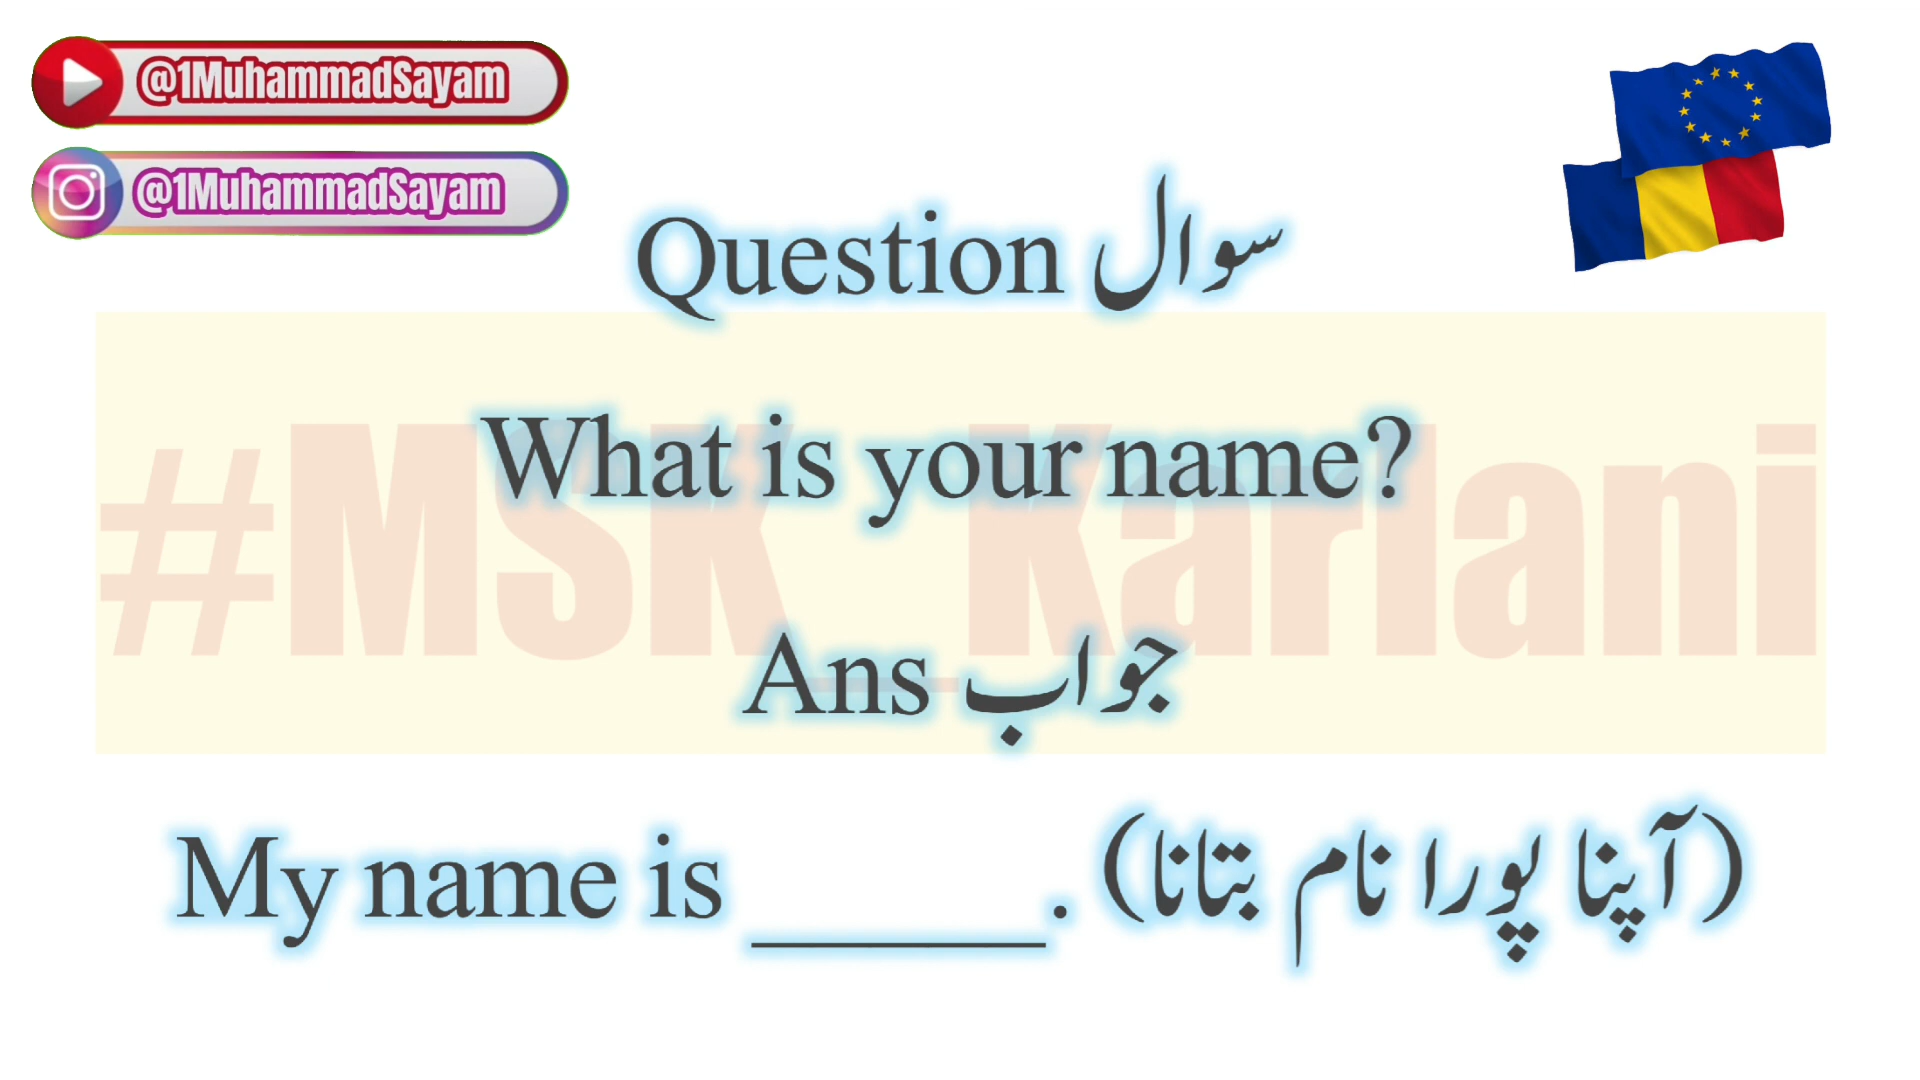 @1MuhammadSayam
@1MuhammadSayam
Question سوال
#MSK_Karlani
What is your name?
Ans جواب
My name is ______. (آپنا پورا نام بتانا)